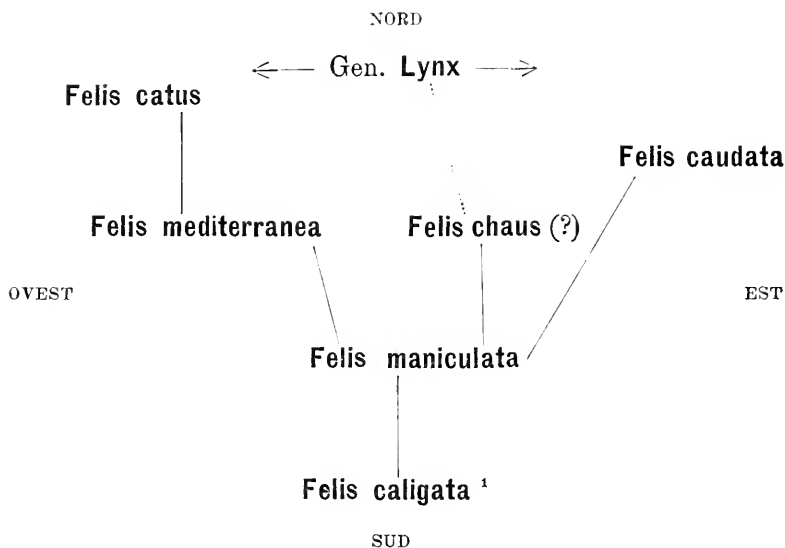 NORD
Gen. Lynx
Felis catus
Felis caudata
Felis mediterranea
Felis chaus (?)
OVEST
EST
Felis maniculata
Felis caligata ¹
SUD